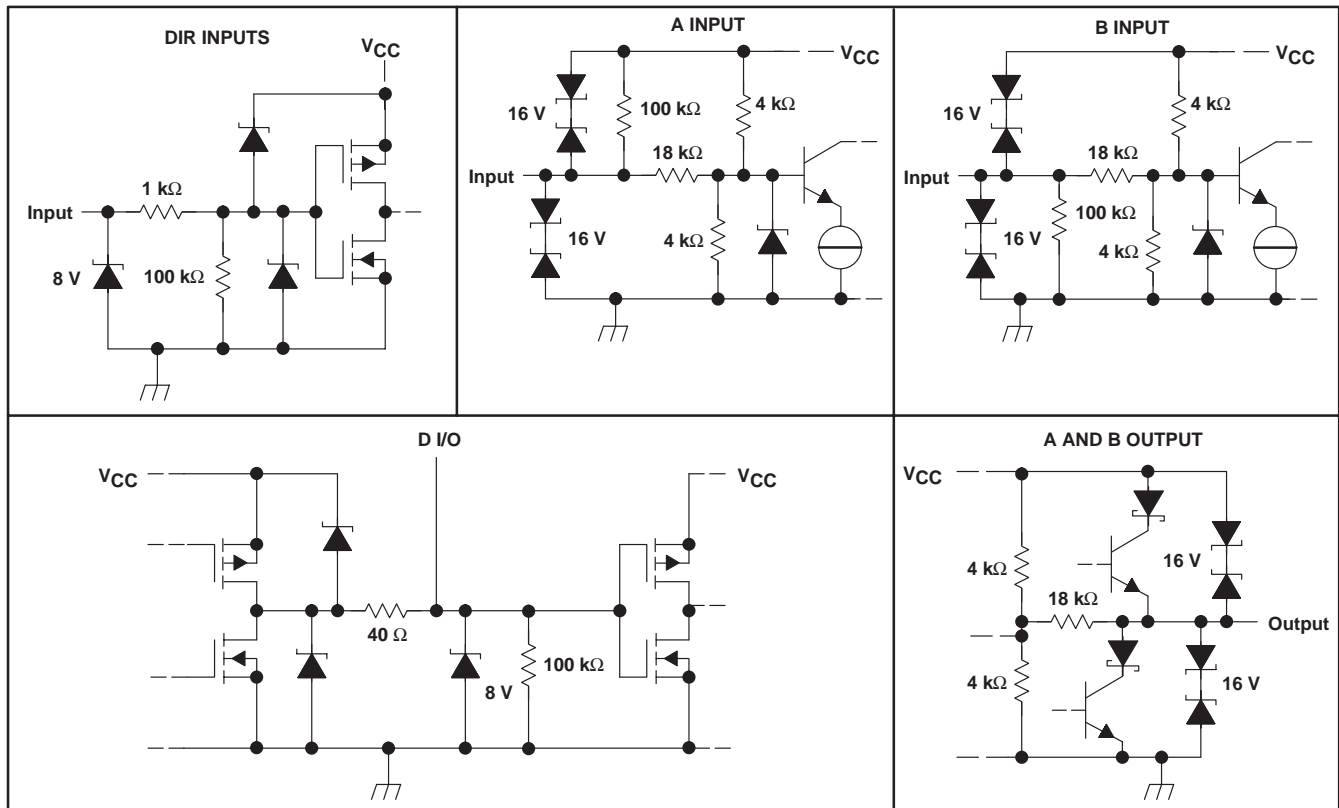 DIR INPUTS
VCC
1 kΩ
Input
8 V
100 kΩ
A INPUT
VCC
16 V
100 kΩ
4 kΩ
18 kΩ
Input
16 V
4 kΩ
B INPUT
VCC
16 V
4 kΩ
18 kΩ
Input
100 kΩ
16 V
4 kΩ
D I/O
VCC
VCC
40 Ω
8 V
100 kΩ
A AND B OUTPUT
VCC
4 kΩ
16 V
18 kΩ
Output
4 kΩ
16 V